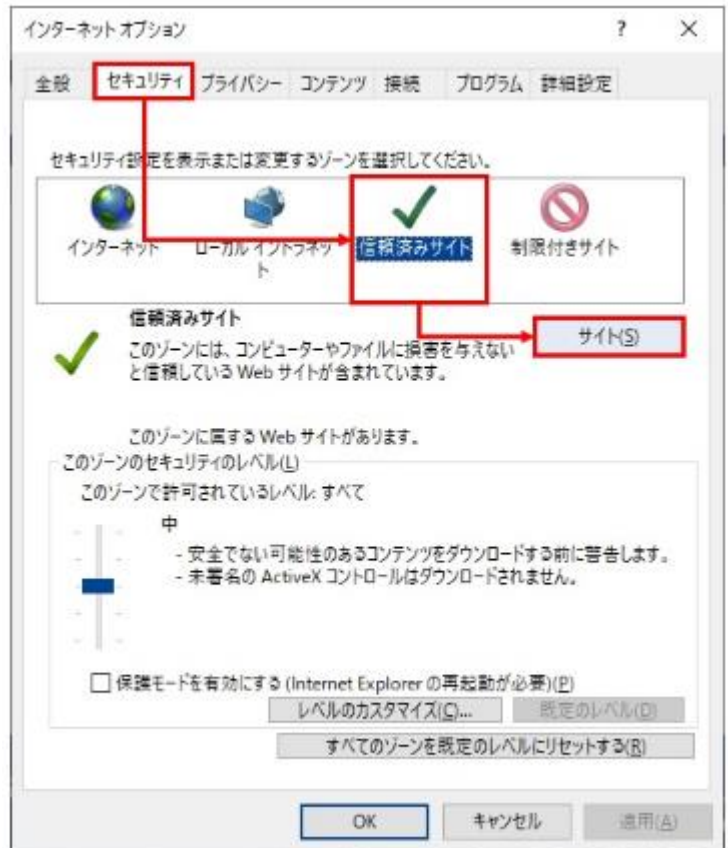 インターネット オプション ? ×
全般 セキュリティ プライバシー コンテンツ 接続 プログラム 詳細設定
セキュリティ設定を表示または変更するゾーンを選択してください。
インターネット ローカル イントラネッ 信頼済みサイト 制限付きサイト
ト
信頼済みサイト
サイト(S)
このゾーンには、コンピューターやファイルに損害を与えない
と信頼している Web サイトが含まれています。
このゾーンに属する Web サイトがあります。
このゾーンのセキュリティのレベル(L)
このゾーンで許可されているレベル: すべて
中
- 安全でない可能性のあるコンテンツをダウンロードする前に警告します。
- 未署名の ActiveX コントロールはダウンロードされません。
保護モードを有効にする (Internet Explorer の再起動が必要)(P)
レベルのカスタマイズ(C)... 既定のレベル(D)
すべてのゾーンを既定のレベルにリセットする(R)
OK キャンセル 適用(A)